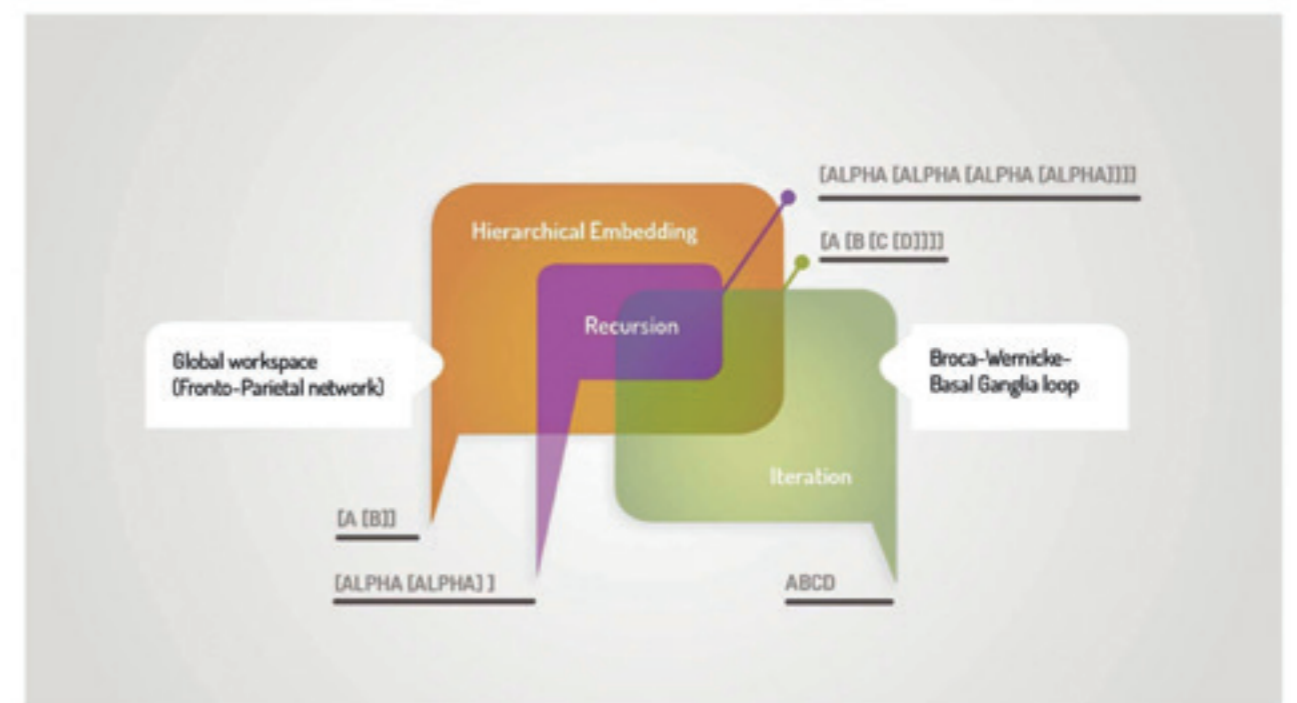 [ALPHA [ALPHA [ALPHA [ALPHA]]]]
Hierarchical Embedding
[A [B [C [D]]]]
Recursion
Global workspace
(Fronto-Parietal network)
Broca-Wernicke-
Basal Ganglia loop
Iteration
[A [B]]
[ALPHA [ALPHA] ]
ABCD